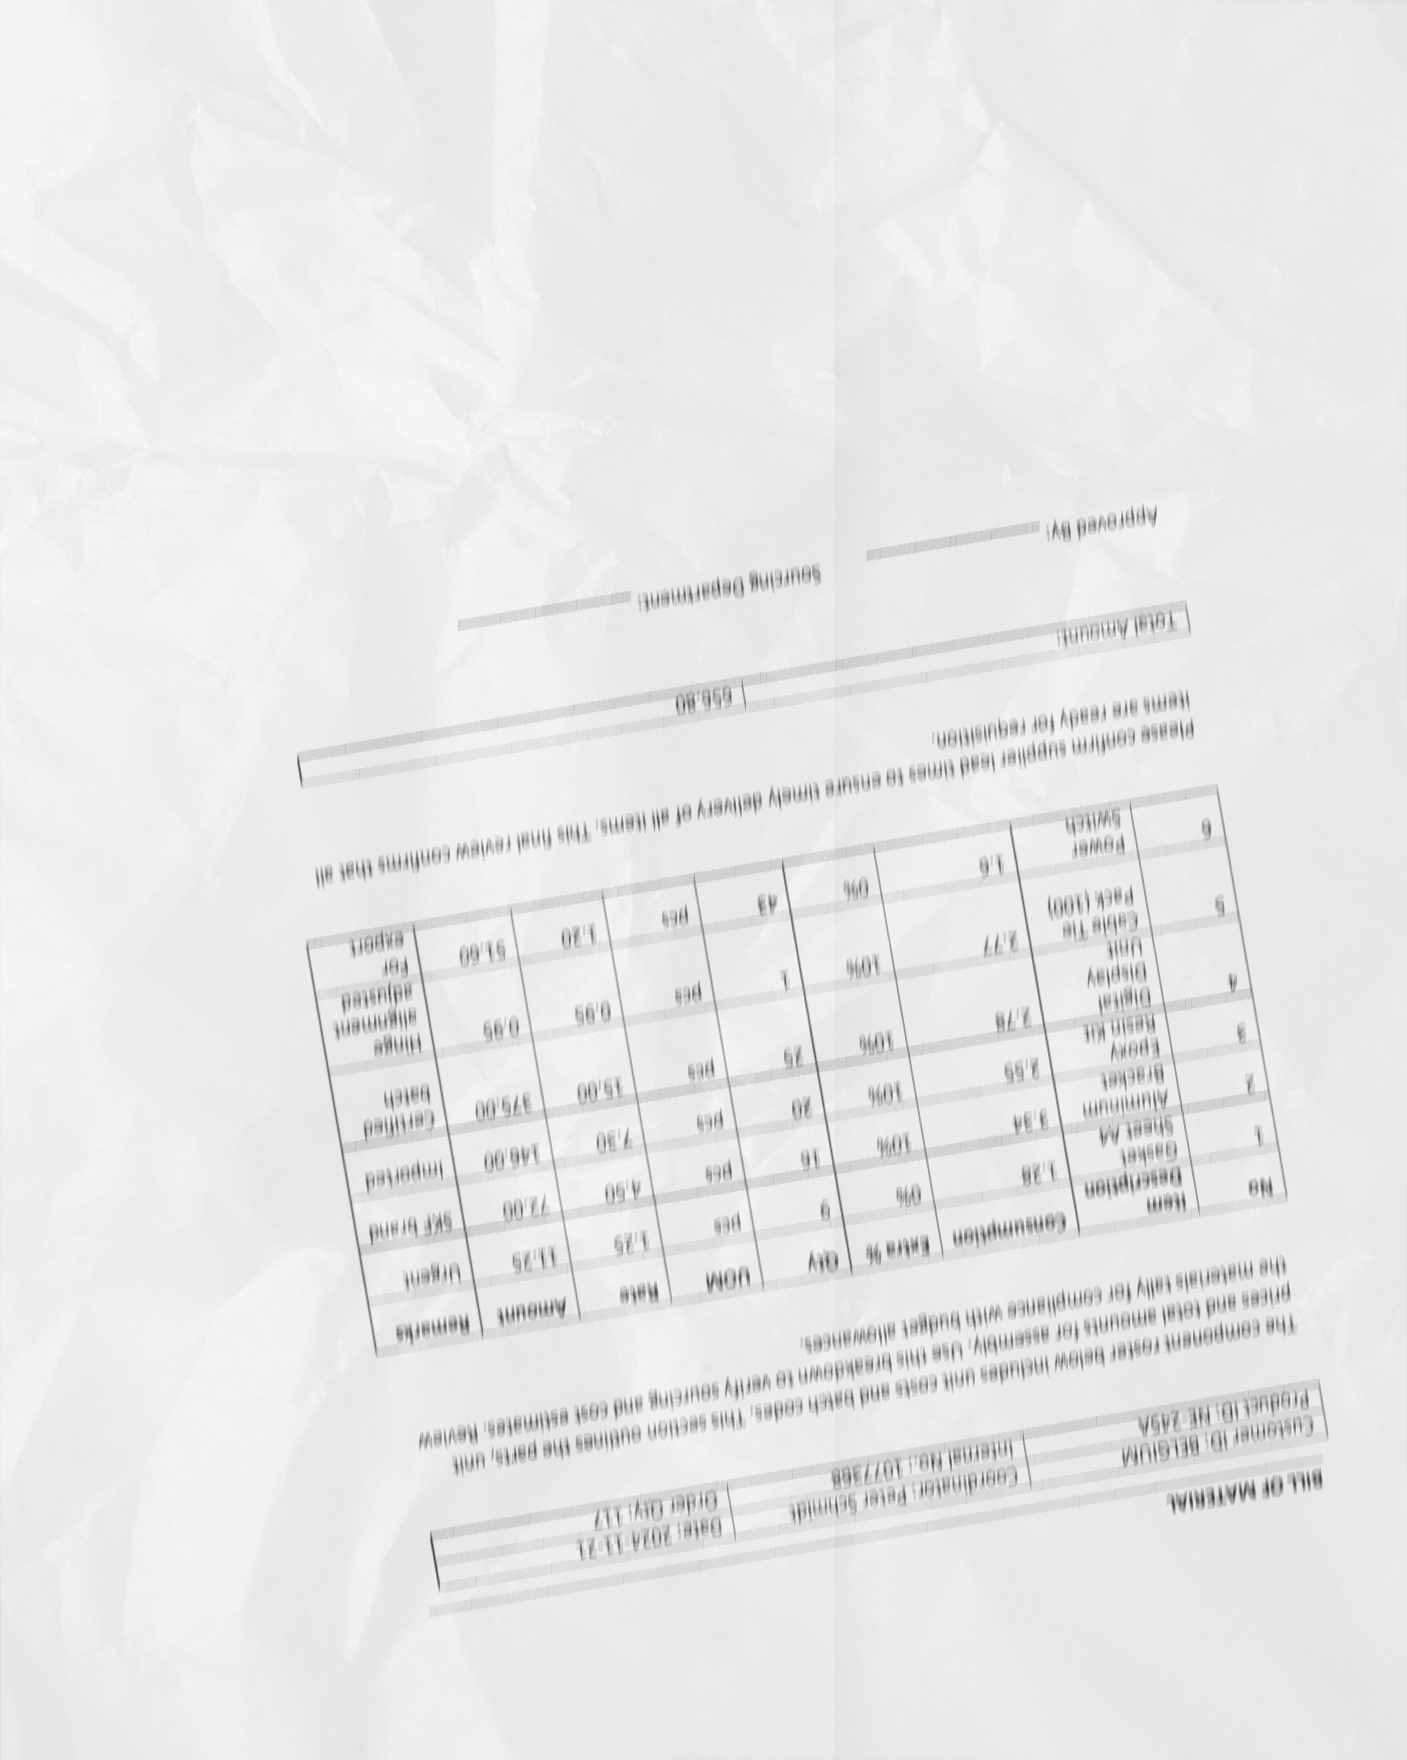 BILL OF MATERIAL
Customer ID: BELGIUM Coordinator: Peter Schmidt Date: 2024-11-21
Product ID: NE 249A Internal No.: 1077368 Order Qty: 117
The component roster below includes unit costs and batch codes. This section outlines the parts, unit
prices and total amounts for assembly. Use this breakdown to verify sourcing and cost estimates. Review
the materials tally for compliance with budget allowances.
No Item Description Consumption Extra % Qty UOM Rate Amount Remarks
1 Gasket Sheet A4 1.28 0% 9 pcs 1.25 11.25 Urgent
2 Aluminum Bracket 3.34 10% 16 pcs 4.50 72.00 SKF brand
3 Epoxy Resin Kit 2.55 10% 20 pcs 7.30 146.00 Imported
4 Digital Display Unit 2.78 10% 25 pcs 15.00 375.00 Certified batch
5 Cable Tie Pack (100) 2.77 10% 1 pcs 0.95 0.95 Hinge alignment adjusted
6 Power Switch 1.6 0% 43 pcs 1.20 51.60 For export
Please confirm supplier lead times to ensure timely delivery of all items. This final review confirms that all
items are ready for requisition.
Total Amount: 656.80
Sourcing Department:
Approved By: